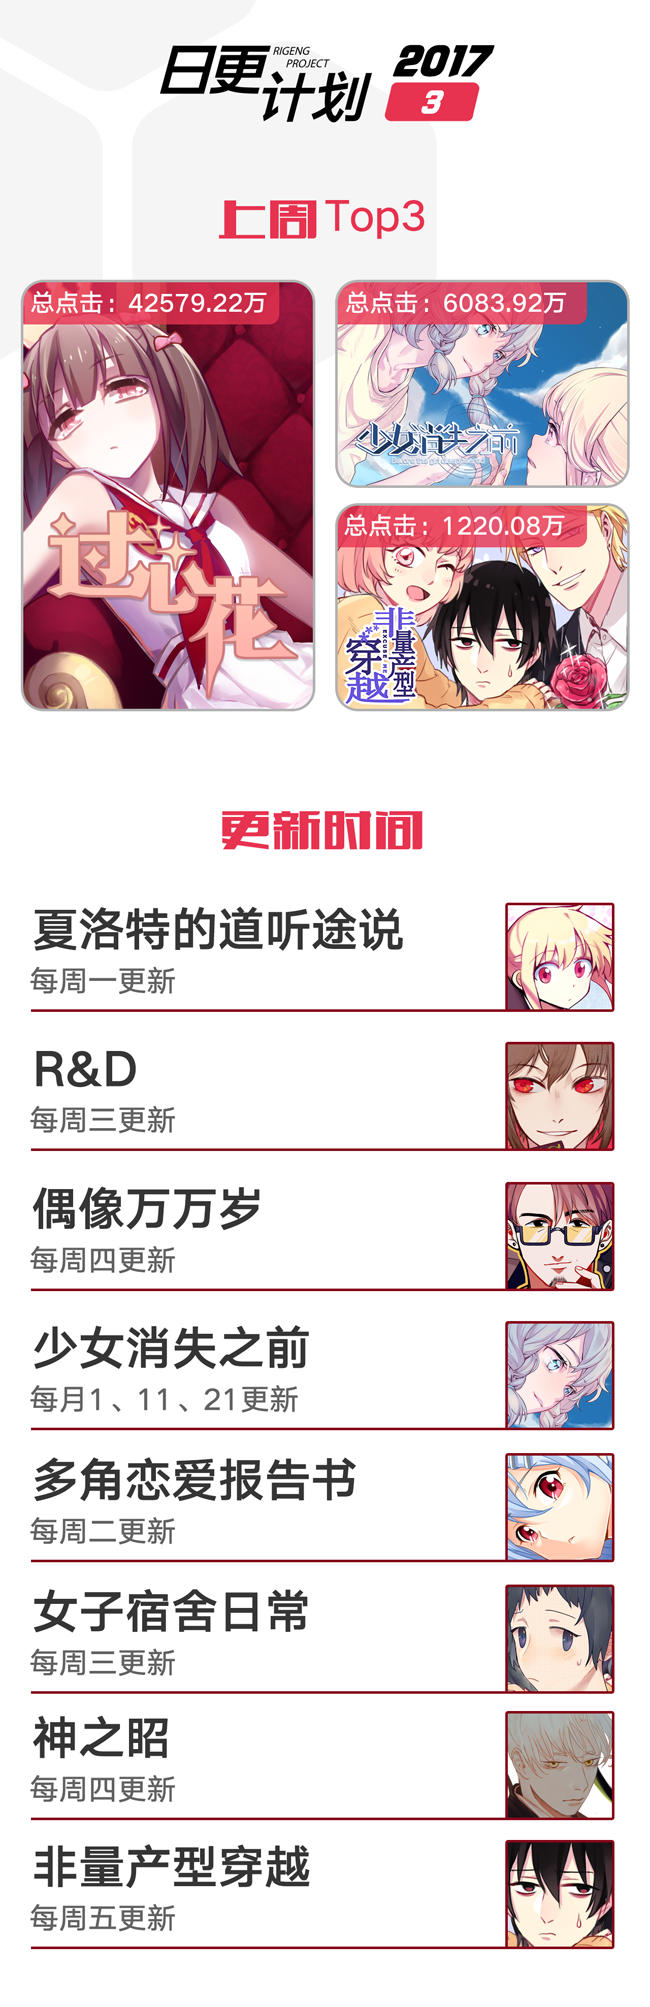 日更
RIGENG
PROJECT
计划
2017
3
上周Top3
总点击：42579.22万
过心花
总点击：6083.92万
少女消失之前
总点击：1220.08万
非量产型
EXCUSE ME
穿越
更新时间
夏洛特的道听途说
每周一更新
R&D
每周三更新
偶像万万岁
每周四更新
少女消失之前
每月1、11、21更新
多角恋爱报告书
每周二更新
女子宿舍日常
每周三更新
神之昭
每周四更新
非量产型穿越
每周五更新